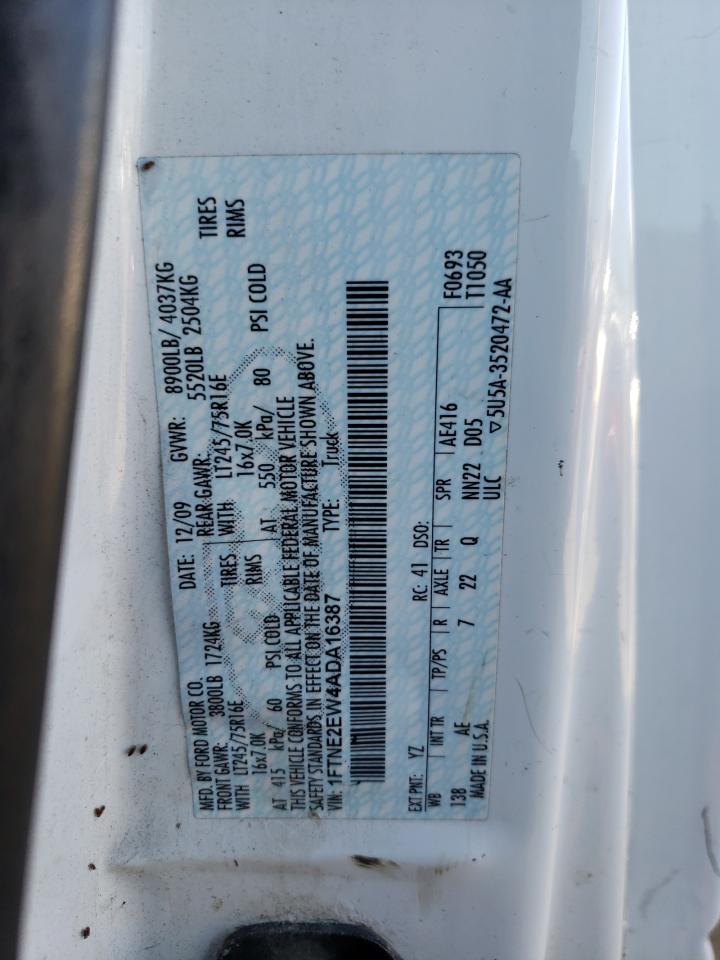 MFD. BY FORD MOTOR CO. DATE: 12/09 GVWR: 8900LB/ 4037KG
FRONT GAWR: 3800LB 1724KG REAR GAWR: 5520LB 2504KG
WITH LT245/75R16E TIRES WITH LT245/75R16E TIRES
16x7.0K RIMS 16x7.0K RIMS
AT 415 kPa/ 60 PSI COLD AT 550 kPa/ 80 PSI COLD
THIS VEHICLE CONFORMS TO ALL APPLICABLE FEDERAL MOTOR VEHICLE
SAFETY STANDARDS IN EFFECT ON THE DATE OF MANUFACTURE SHOWN ABOVE.
VIN: 1FTNE2EW4ADA16387 TYPE: Truck
F0693
EXT PNT: YZ RC: 41 DSO: T1050
WB INT TR TP/PS R AXLE TR SPR AE416
138 AE 7 22 Q NN22 D05
MADE IN U.S.A. ULC ▽5U5A-3520472-AA